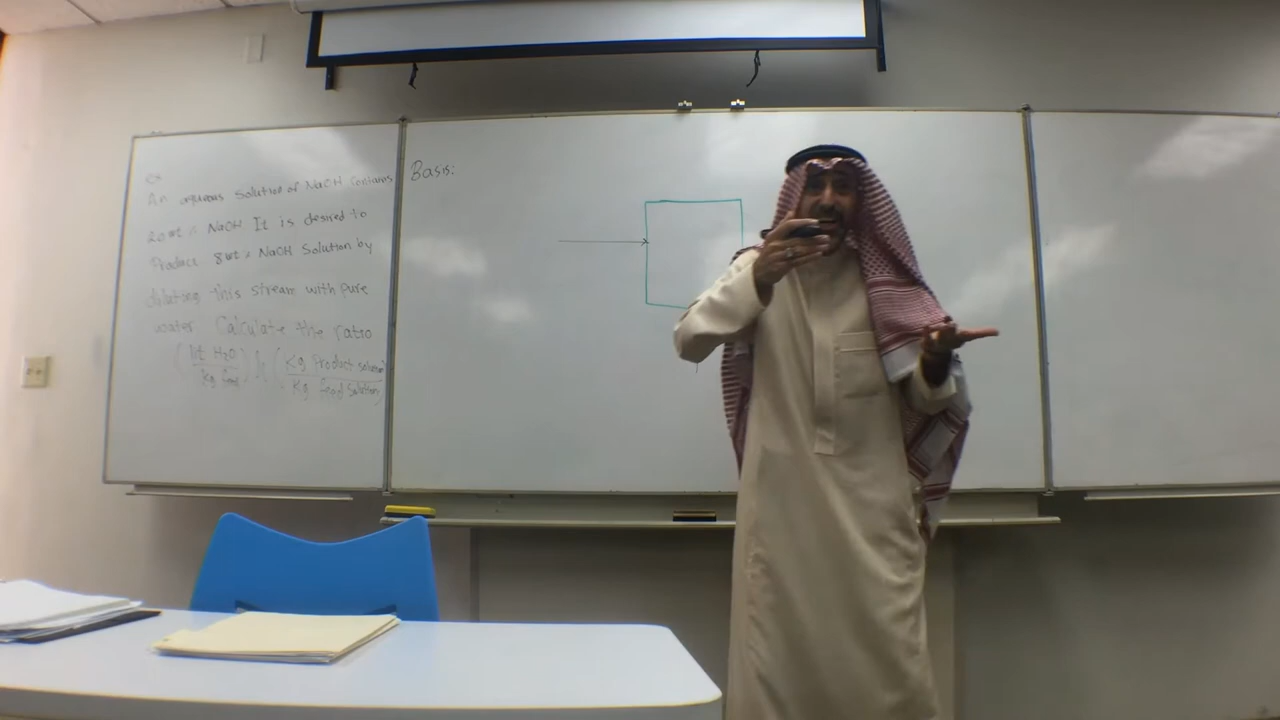 ex
An aqueous solution of NaOH contains
20 wt % NaOH It is desired to
Produce 8 wt % NaOH Solution by
diluting this stream with pure
water Calculate the ratio
(lit H2O / kg feed) (Kg Product solution / Kg feed Solution)
Basis: